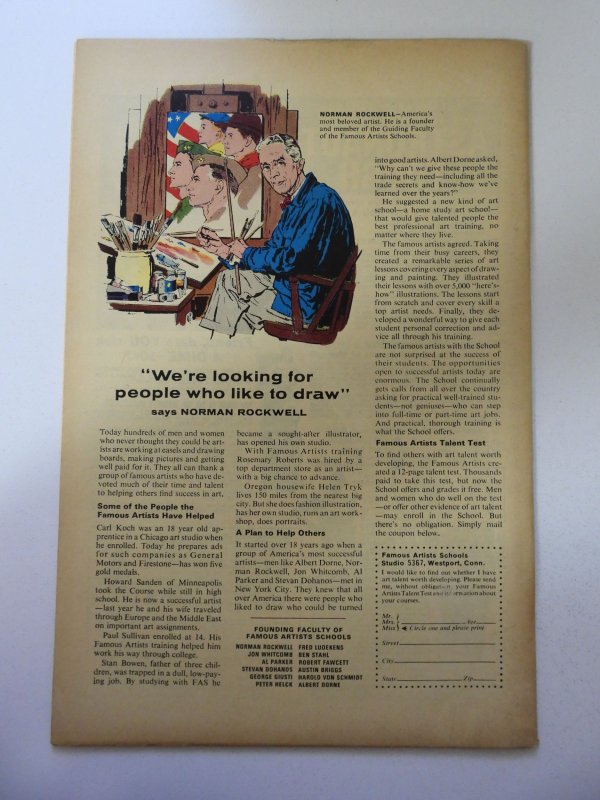 NORMAN ROCKWELL—America's
most beloved artist. He is a founder
and member of the Guiding Faculty
of the Famous Artists Schools.
"We're looking for
people who like to draw"
says NORMAN ROCKWELL
Today hundreds of men and women
who never thought they could be art-
ists are working at easels and drawing
boards, making pictures and getting
well paid for it. They all can thank a
group of famous artists who have de-
voted much of their time and talent
to helping others find success in art.
Some of the People the
Famous Artists Have Helped
Carl Koch was an 18 year old ap-
prentice in a Chicago art studio when
he enrolled. Today he prepares ads
for such companies as General
Motors and Firestone—has won five
gold medals.
Howard Sanden of Minneapolis
took the Course while still in high
school. He is now a successful artist
—last year he and his wife traveled
through Europe and the Middle East
on important art assignments.
Paul Sullivan enrolled at 14. His
Famous Artists training helped him
work his way through college.
Stan Bowen, father of three chil-
dren, was trapped in a dull, low-pay-
ing job. By studying with FAS he
became a sought-after illustrator,
has opened his own studio.
With Famous Artists training
Rosemary Roberts was hired by a
top department store as an artist—
with a big chance to advance.
Oregon housewife Helen Tryk
lives 150 miles from the nearest big
city. But she does fashion illustration,
has her own studio, runs an art work-
shop, does portraits.
A Plan to Help Others
It started over 18 years ago when a
group of America's most successful
artists—men like Albert Dorne, Nor-
man Rockwell, Jon Whitcomb, Al
Parker and Stevan Dohanos—met in
New York City. They knew that all
over America there were people who
liked to draw who could be turned
FOUNDING FACULTY OF
FAMOUS ARTISTS SCHOOLS
NORMAN ROCKWELL FRED LUDEKENS
JON WHITCOMB BEN STAHL
AL PARKER ROBERT FAWCETT
STEVAN DOHANOS AUSTIN BRIGGS
GEORGE GIUSTI HAROLD VON SCHMIDT
PETER HELCK ALBERT DORNE
into good artists. Albert Dorne asked,
"Why can't we give these people the
training they need—including all the
trade secrets and know-how we've
learned over the years?"
He suggested a new kind of art
school—a home study art school—
that would give talented people the
best professional art training, no
matter where they live.
The famous artists agreed. Taking
time from their busy careers, they
created a remarkable series of art
lessons covering every aspect of draw-
ing and painting. They illustrated
their lessons with over 5,000 "here's-
how" illustrations. The lessons start
from scratch and cover every skill a
top artist needs. Finally, they de-
veloped a wonderful way to give each
student personal correction and ad-
vice all through his training.
The famous artists with the School
are not surprised at the success of
their students. The opportunities
open to successful artists today are
enormous. The School continually
gets calls from all over the country
asking for practical well-trained stu-
dents—not geniuses—who can step
into full-time or part-time art jobs.
And practical, thorough training is
what the School offers.
Famous Artists Talent Test
To find others with art talent worth
developing, the Famous Artists cre-
ated a 12-page talent test. Thousands
paid to take this test, but now the
School offers and grades it free. Men
and women who do well on the test
—or offer other evidence of art talent
—may enroll in the School. But
there's no obligation. Simply mail
the coupon below.
Famous Artists Schools
Studio 5367, Westport, Conn.
I would like to find out whether I have
art talent worth developing. Please send
me, without obligation, your Famous
Artists Talent Test and information about
your courses.
Mr.
Mrs. Age
Miss Circle one and please print
Street
City
State Zip